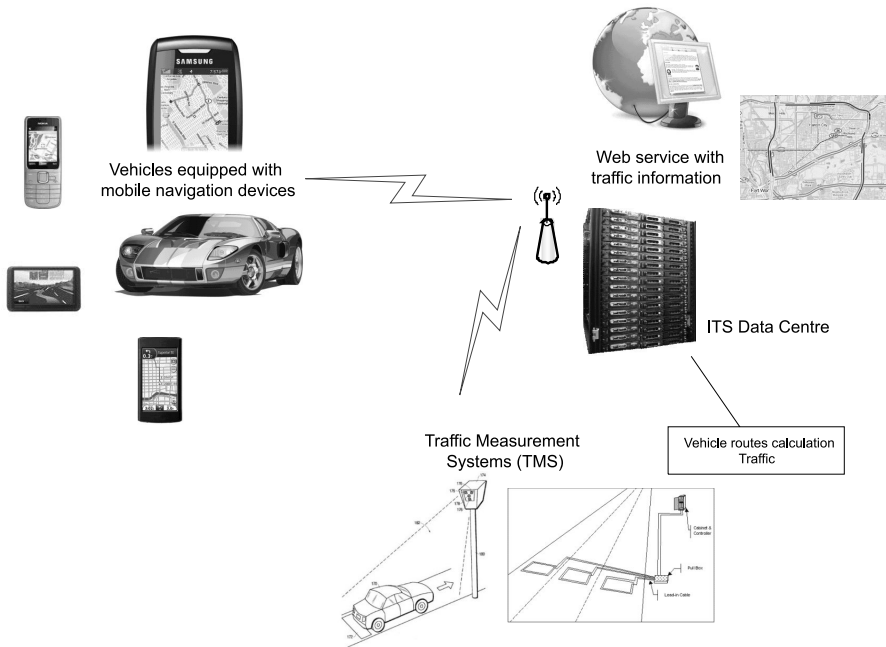 SAMSUNG
NOKIA
Vehicles equipped with
mobile navigation devices
Web service with
traffic information
ITS Data Centre
Vehicle routes calculation
Traffic
Traffic Measurement
Systems (TMS)
Cabinet &
Controller
Pull Box
Lead-in Cable